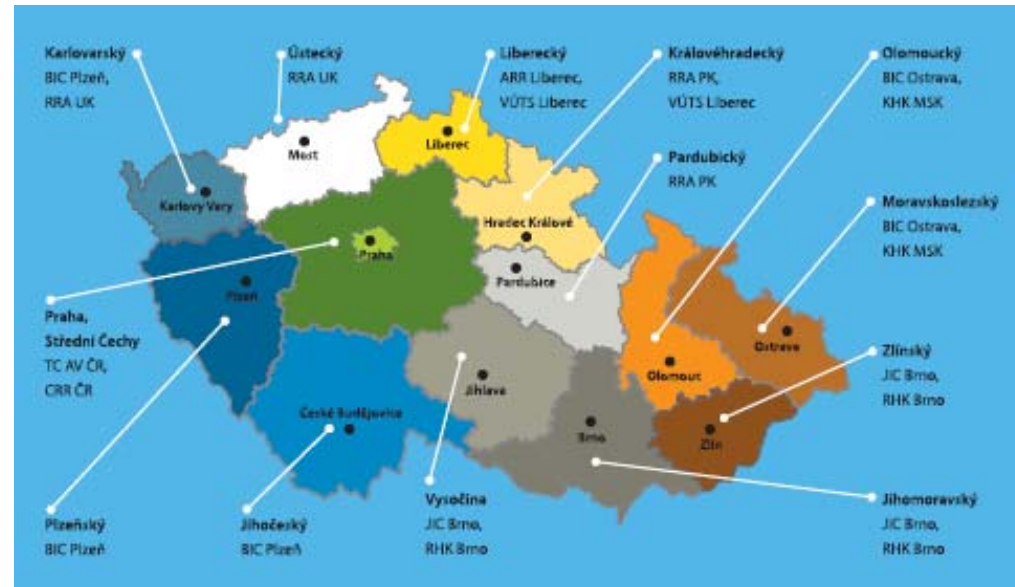 Karlovarský
BIC Plzeň,
RRA UK
Ústecký
RRA UK
Liberecký
ARR Liberec,
VÚTS Liberec
Královéhradecký
RRA PK,
VÚTS Liberec
Olomoucký
BIC Ostrava,
KHK MSK
Pardubický
RRA PK
Moravskoslezský
BIC Ostrava,
KHK MSK
Most
Liberec
Karlovy Vary
Hradec Králové
Praha
Pardubice
Plzeň
Praha,
Střední Čechy
TC AV ČR,
CRR ČR
Ostrava
Olomouc
Jihlava
Zlínský
JIC Brno,
RHK Brno
České Budějovice
Brno
Zlín
Plzeňský
BIC Plzeň
Jihočeský
BIC Plzeň
Vysočina
JIC Brno,
RHK Brno
Jihomoravský
JIC Brno,
RHK Brno